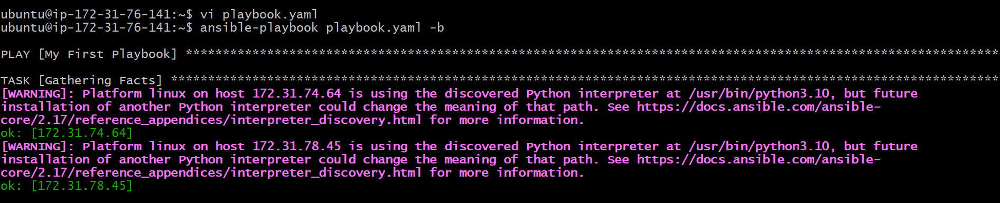 ubuntu@ip-172-31-76-141:~$ vi playbook.yaml
ubuntu@ip-172-31-76-141:~$ ansible-playbook playbook.yaml -b
PLAY [My First Playbook] **************************************************************************************************************
TASK [Gathering Facts] ****************************************************************************************************************
[WARNING]: Platform linux on host 172.31.74.64 is using the discovered Python interpreter at /usr/bin/python3.10, but future
installation of another Python interpreter could change the meaning of that path. See https://docs.ansible.com/ansible-
core/2.17/reference_appendices/interpreter_discovery.html for more information.
ok: [172.31.74.64]
[WARNING]: Platform linux on host 172.31.78.45 is using the discovered Python interpreter at /usr/bin/python3.10, but future
installation of another Python interpreter could change the meaning of that path. See https://docs.ansible.com/ansible-
core/2.17/reference_appendices/interpreter_discovery.html for more information.
ok: [172.31.78.45]